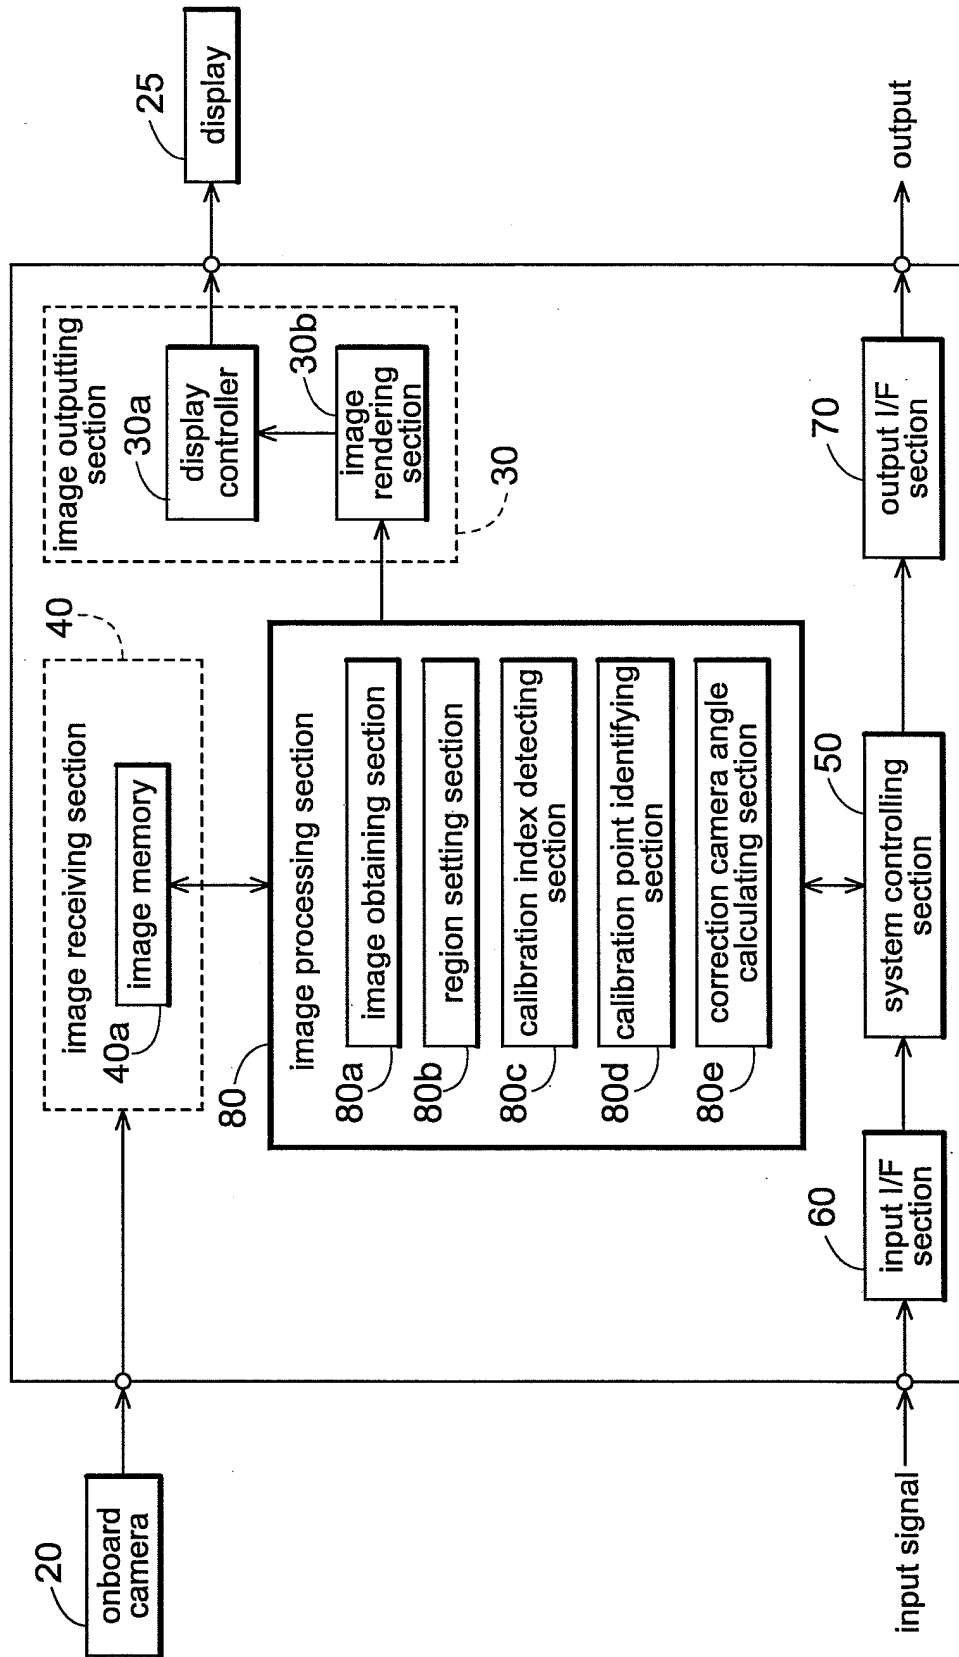 20
onboard
camera
image receiving section
40
40a
image memory
image outputting
section
30a
display
controller
30b
image
rendering
section
30
25
display
80
image processing section
80a
image obtaining section
80b
region setting section
80c
calibration index detecting
section
80d
calibration point identifying
section
80e
correction camera angle
calculating section
input signal
60
input I/F
section
50
system controlling
section
70
output I/F
section
output